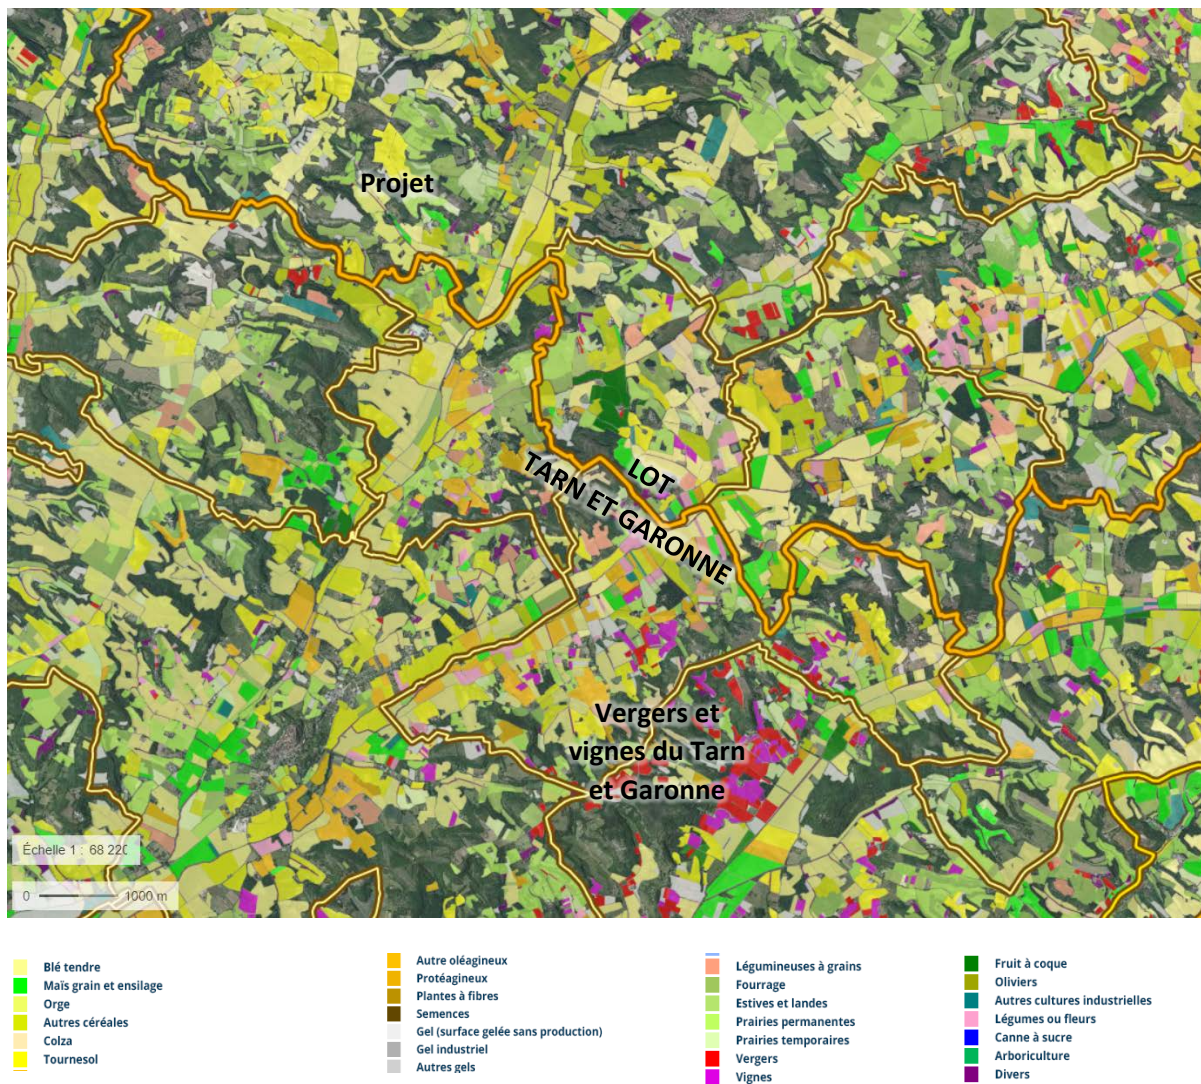 Projet
LOT
TARN ET GARONNE
Vergers et
vignes du Tarn
et Garonne
Échelle 1 : 68 220
0 1000 m
Blé tendre
Maïs grain et ensilage
Orge
Autres céréales
Colza
Tournesol
Autre oléagineux
Protéagineux
Plantes à fibres
Semences
Gel (surface gelée sans production)
Gel industriel
Autres gels
Légumineuses à grains
Fourrage
Estives et landes
Prairies permanentes
Prairies temporaires
Vergers
Vignes
Fruit à coque
Oliviers
Autres cultures industrielles
Légumes ou fleurs
Canne à sucre
Arboriculture
Divers